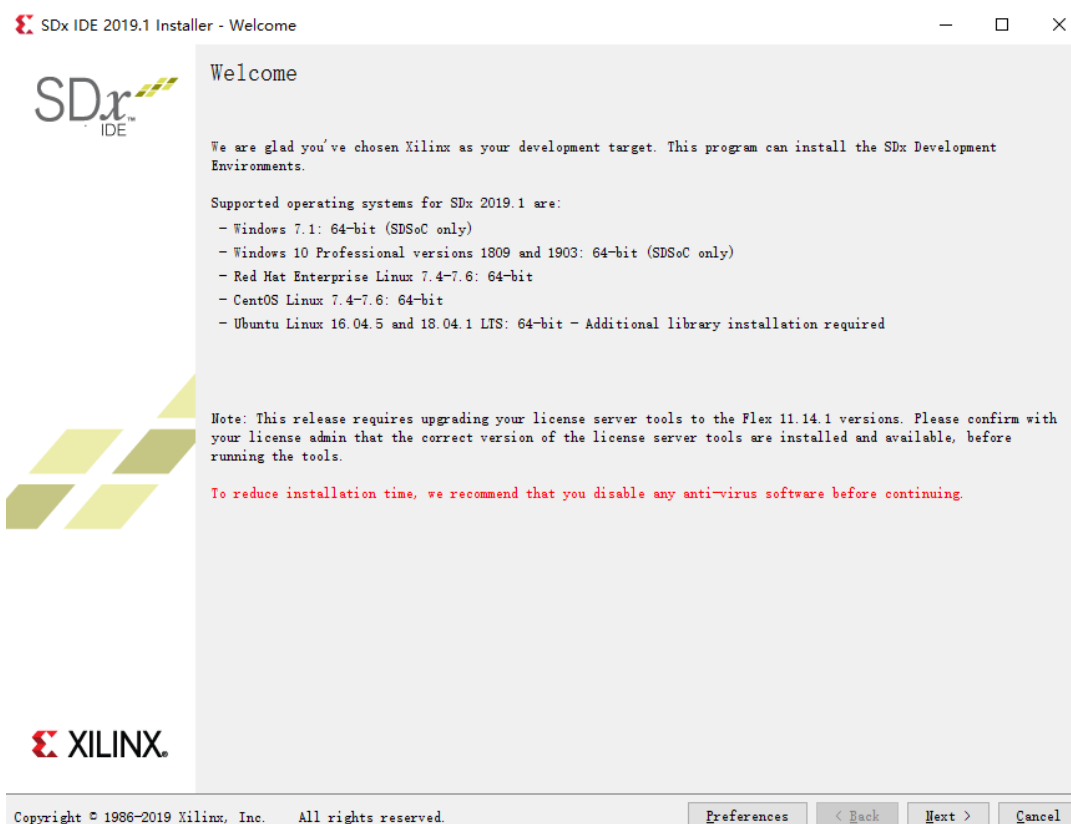 SDx IDE 2019.1 Installer - Welcome
SDx™
IDE
Welcome
We are glad you've chosen Xilinx as your development target. This program can install the SDx Development
Environments.
Supported operating systems for SDx 2019.1 are:
- Windows 7.1: 64-bit (SDSoC only)
- Windows 10 Professional versions 1809 and 1903: 64-bit (SDSoC only)
- Red Hat Enterprise Linux 7.4-7.6: 64-bit
- CentOS Linux 7.4-7.6: 64-bit
- Ubuntu Linux 16.04.5 and 18.04.1 LTS: 64-bit - Additional library installation required
Note: This release requires upgrading your license server tools to the Flex 11.14.1 versions. Please confirm with
your license admin that the correct version of the license server tools are installed and available, before
running the tools.
To reduce installation time, we recommend that you disable any anti-virus software before continuing.
XILINX®
Copyright © 1986-2019 Xilinx, Inc. All rights reserved.
Preferences < Back Next > Cancel